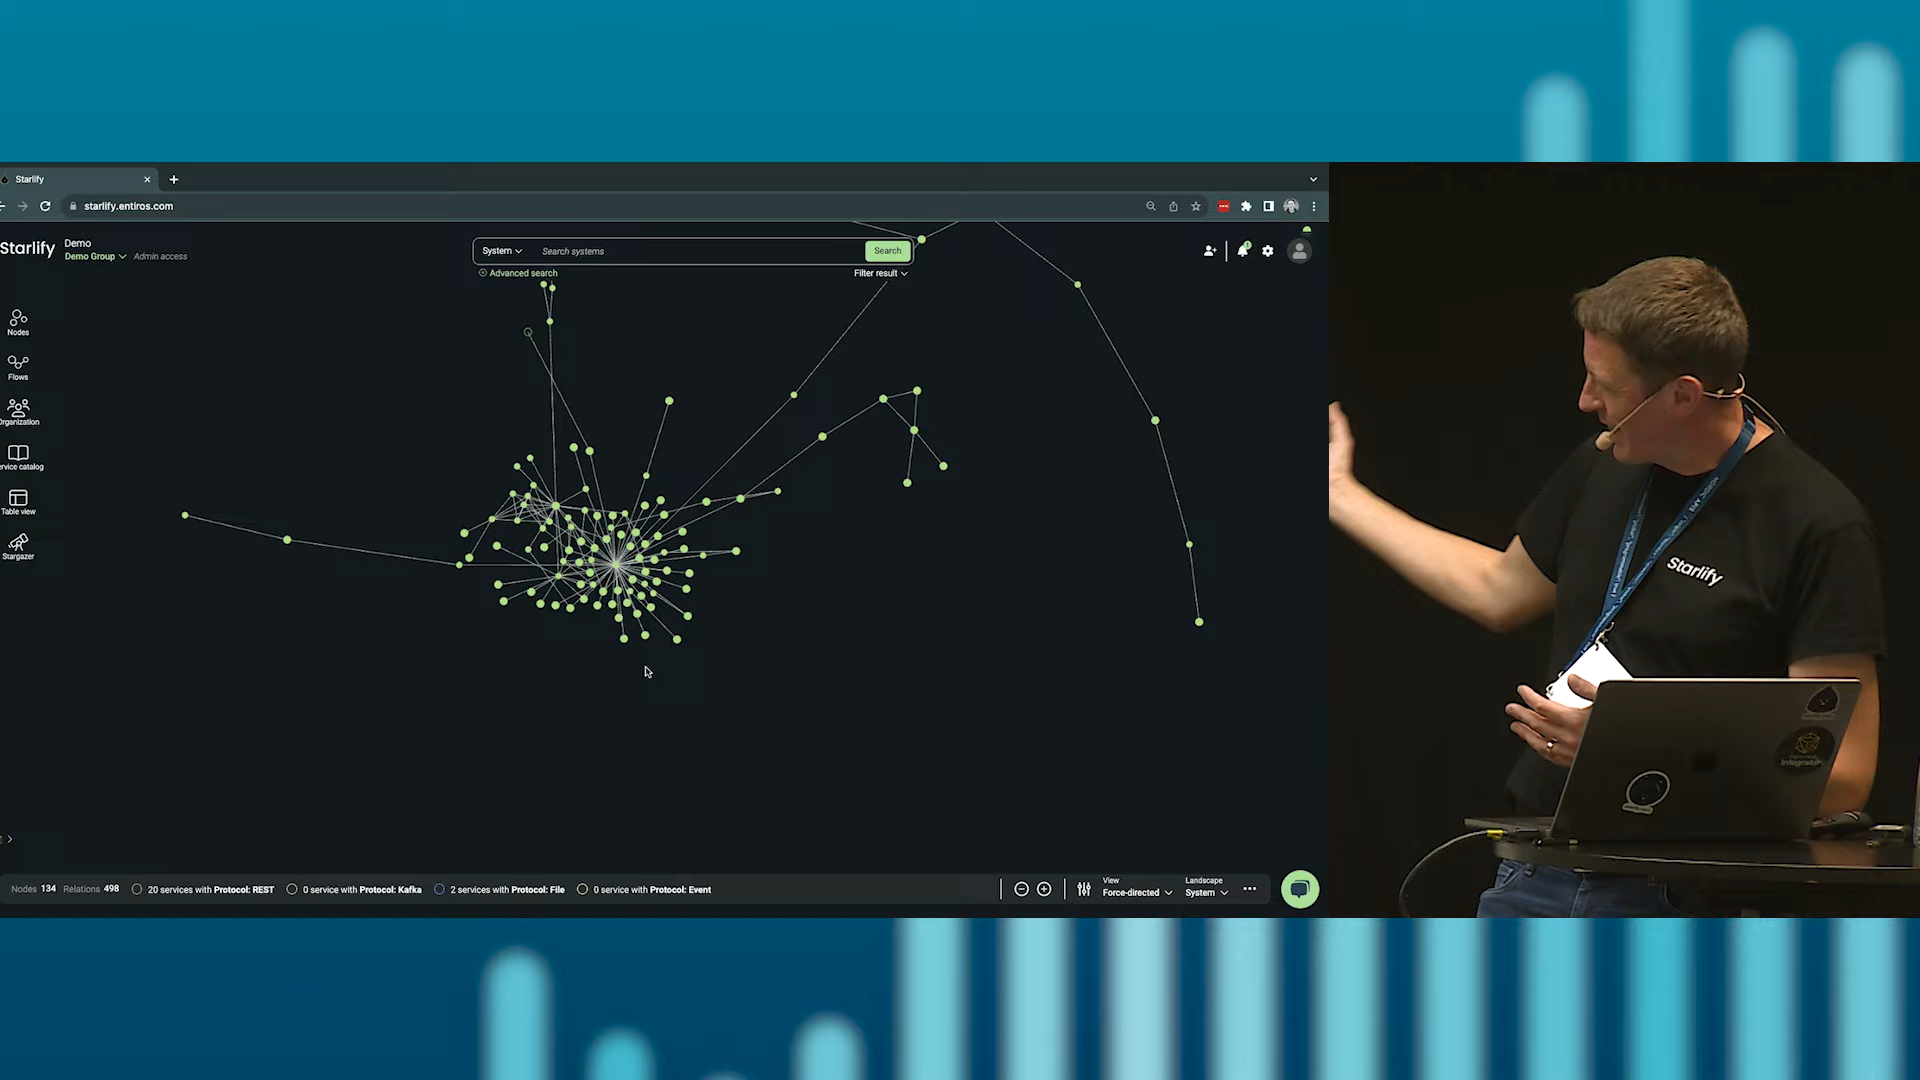 Starlify
starlify.entiros.com
Starlify
Demo
Demo Group
Admin access
System
Search systems
Search
Advanced search
Filter result
Nodes
Flows
Organization
ervice catalog
Table view
Stargazer
Nodes 134 Relations 498 20 services with Protocol: REST 0 service with Protocol: Kafka 2 services with Protocol: File 0 service with Protocol: Event
View
Force-directed
Landscape
System
Starlify